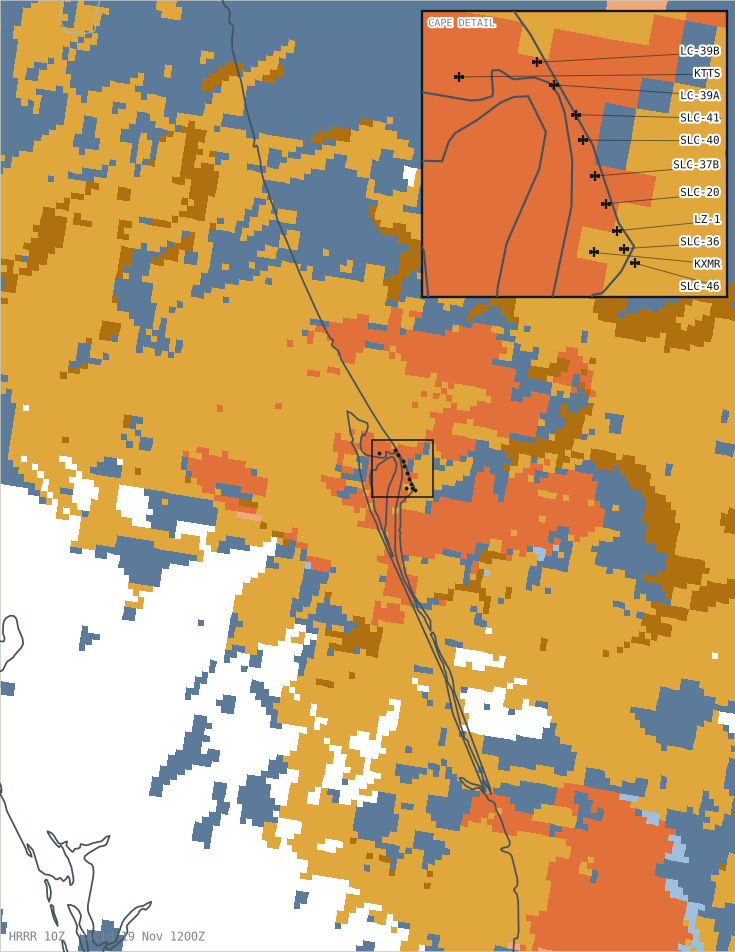 CAPE DETAIL
LC-39B
KTTS
LC-39A
SLC-41
SLC-40
SLC-37B
SLC-20
LZ-1
SLC-36
KXMR
SLC-46
HRRR 10Z 19 Nov 1200Z